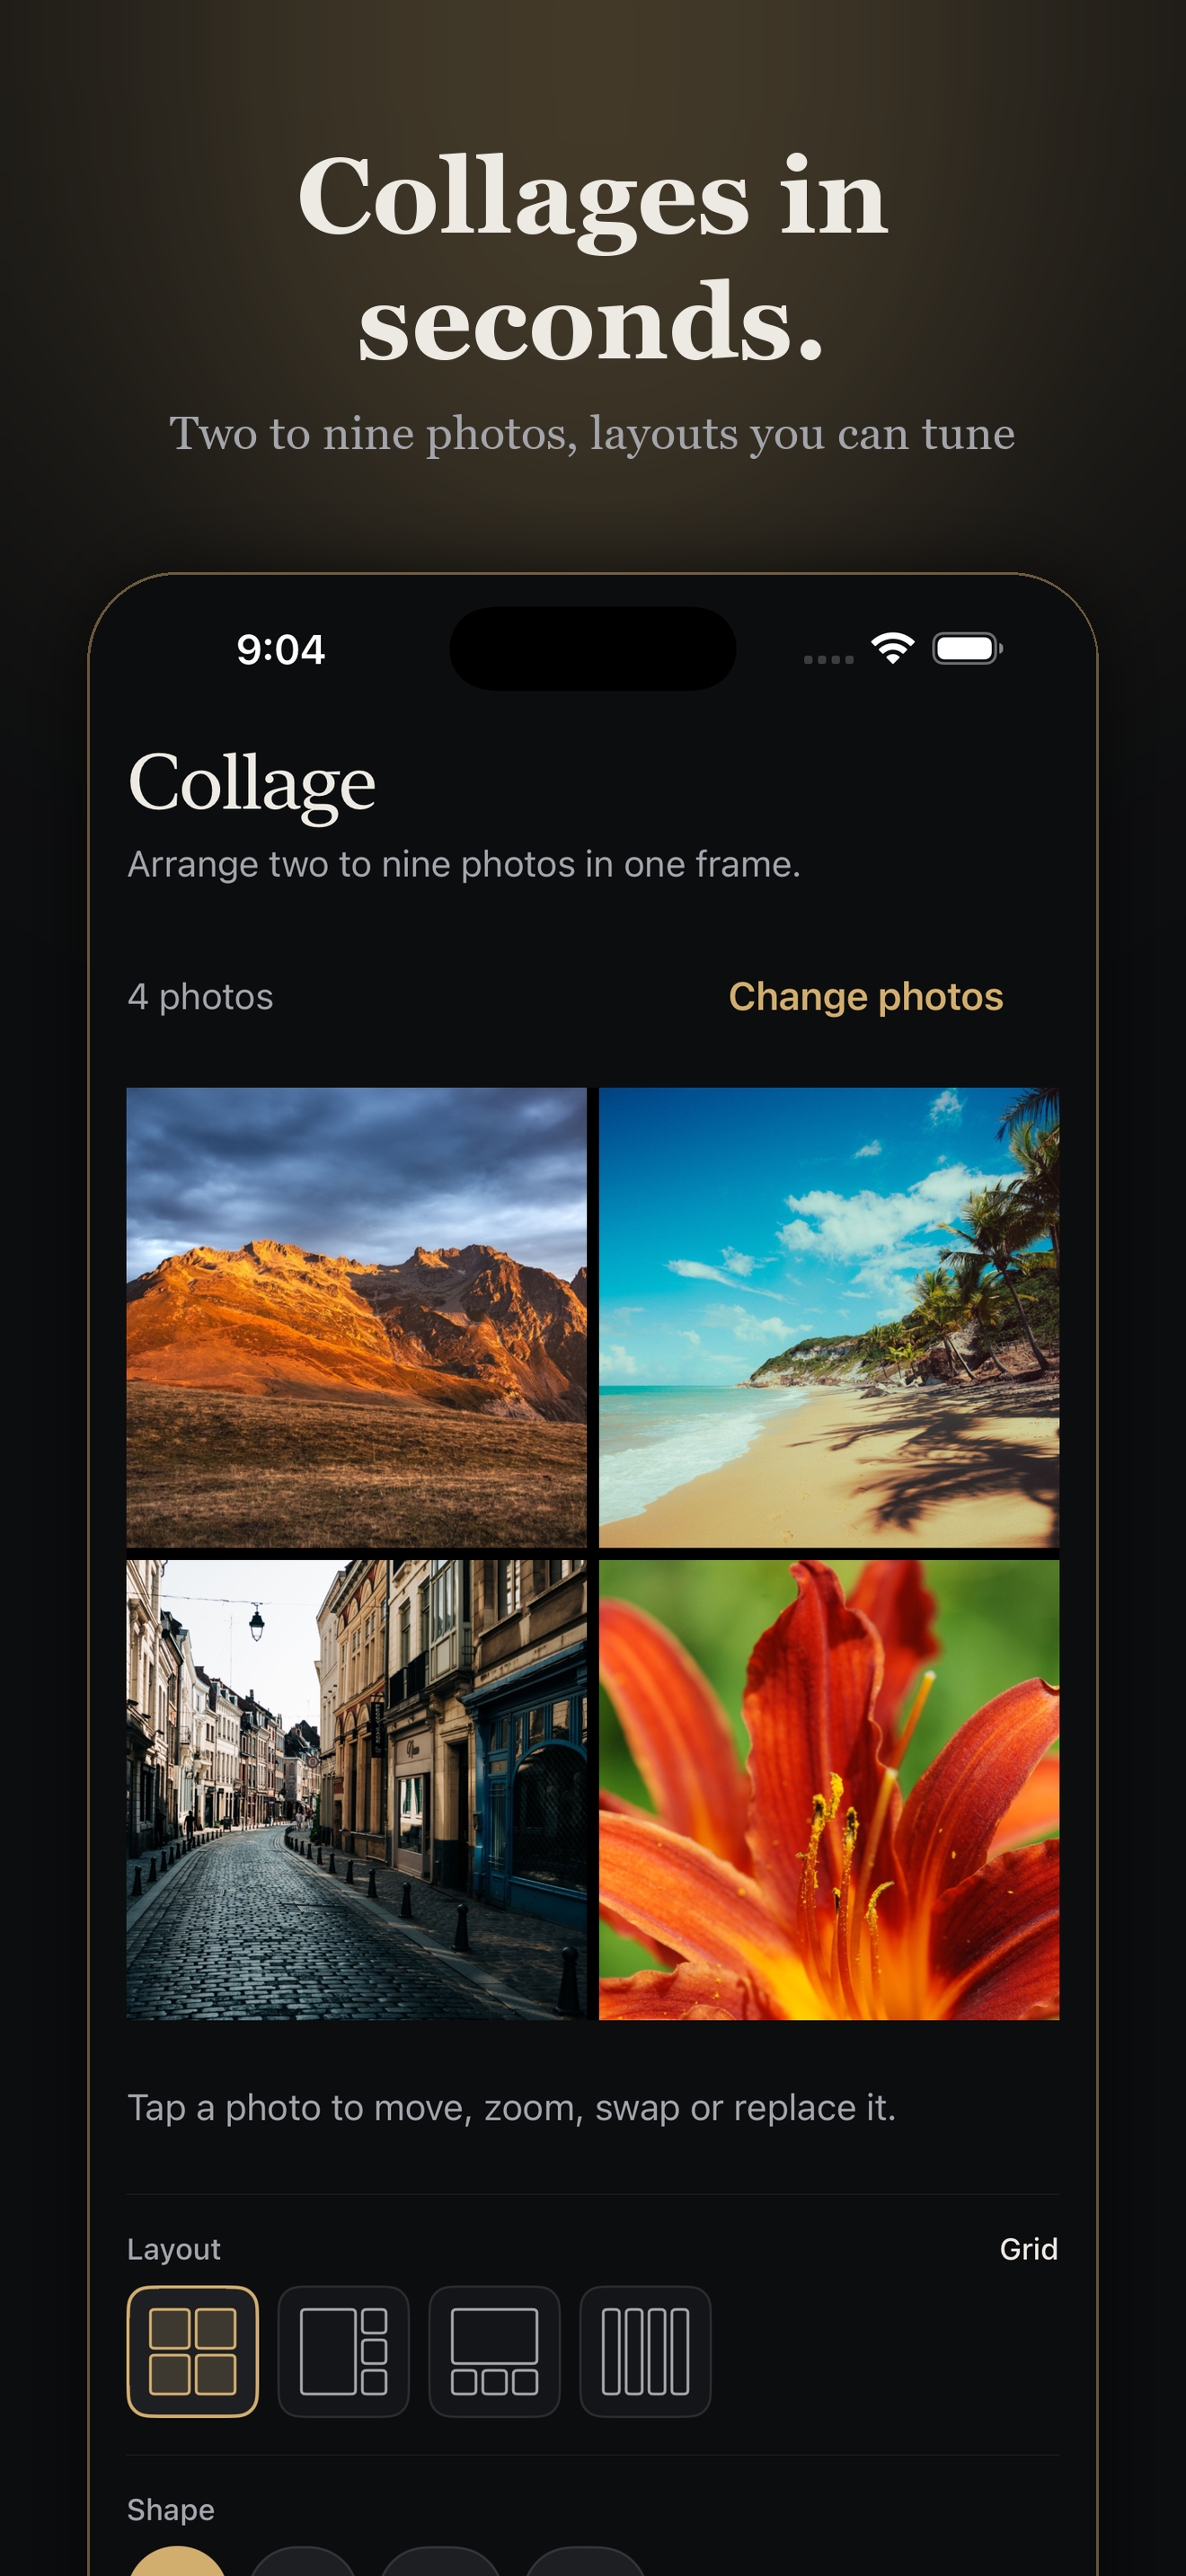 Collages in
seconds.
Two to nine photos, layouts you can tune
9:04
Collage
Arrange two to nine photos in one frame.
4 photos
Change photos
Tap a photo to move, zoom, swap or replace it.
Layout
Grid
Shape